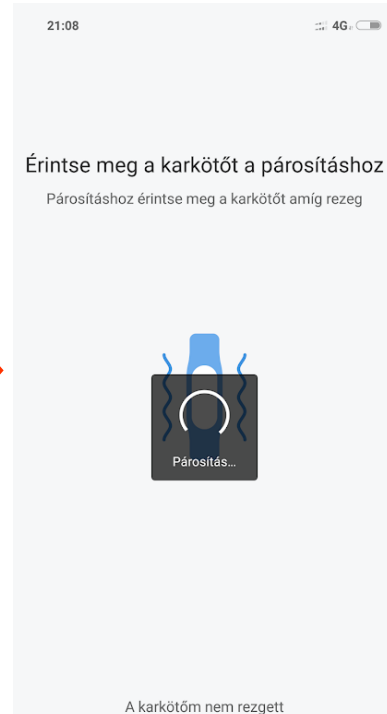 21:08
4G
Érintse meg a karkötőt a párosításhoz
Párosításhoz érintse meg a karkötőt amíg rezeg
Párosítás...
A karkötőm nem rezgett